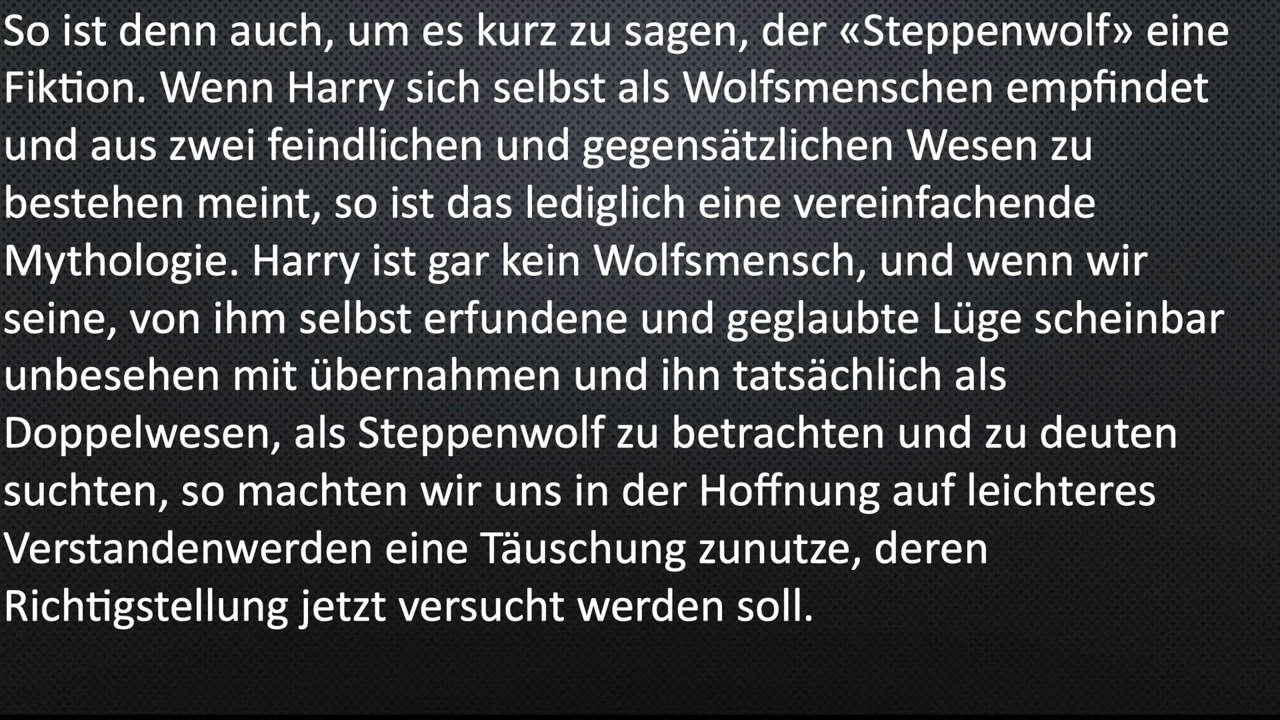 So ist denn auch, um es kurz zu sagen, der «Steppenwolf» eine
Fiktion. Wenn Harry sich selbst als Wolfsmenschen empfindet
und aus zwei feindlichen und gegensätzlichen Wesen zu
bestehen meint, so ist das lediglich eine vereinfachende
Mythologie. Harry ist gar kein Wolfsmensch, und wenn wir
seine, von ihm selbst erfundene und geglaubte Lüge scheinbar
unbesehen mit übernahmen und ihn tatsächlich als
Doppelwesen, als Steppenwolf zu betrachten und zu deuten
suchten, so machten wir uns in der Hoffnung auf leichteres
Verstandenwerden eine Täuschung zunutze, deren
Richtigstellung jetzt versucht werden soll.